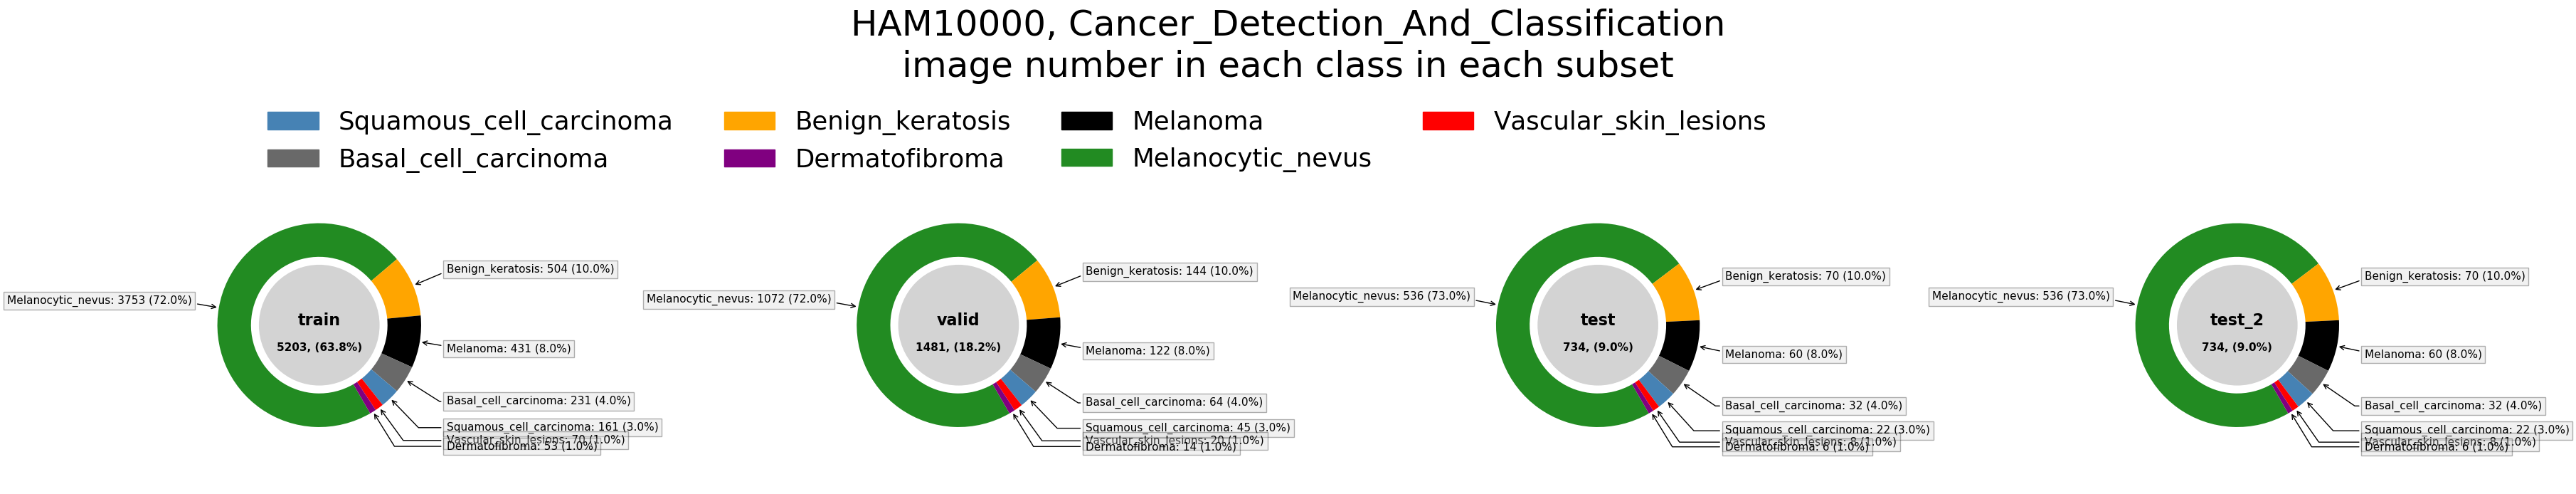 HAM10000, Cancer_Detection_And_Classification
image number in each class in each subset
Squamous_cell_carcinoma
Benign_keratosis
Melanoma
Vascular_skin_lesions
Basal_cell_carcinoma
Dermatofibroma
Melanocytic_nevus
Melanocytic_nevus: 3753 (72.0%)
train
5203, (63.8%)
Benign_keratosis: 504 (10.0%)
Melanoma: 431 (8.0%)
Basal_cell_carcinoma: 231 (4.0%)
Squamous_cell_carcinoma: 161 (3.0%)
Vascular_skin_lesions: 70 (1.0%)
Dermatofibroma: 53 (1.0%)
Melanocytic_nevus: 1072 (72.0%)
valid
1481, (18.2%)
Benign_keratosis: 144 (10.0%)
Melanoma: 122 (8.0%)
Basal_cell_carcinoma: 64 (4.0%)
Squamous_cell_carcinoma: 45 (3.0%)
Vascular_skin_lesions: 20 (1.0%)
Dermatofibroma: 14 (1.0%)
Melanocytic_nevus: 536 (73.0%)
test
734, (9.0%)
Benign_keratosis: 70 (10.0%)
Melanoma: 60 (8.0%)
Basal_cell_carcinoma: 32 (4.0%)
Squamous_cell_carcinoma: 22 (3.0%)
Vascular_skin_lesions: 8 (1.0%)
Dermatofibroma: 6 (1.0%)
Melanocytic_nevus: 536 (73.0%)
test_2
734, (9.0%)
Benign_keratosis: 70 (10.0%)
Melanoma: 60 (8.0%)
Basal_cell_carcinoma: 32 (4.0%)
Squamous_cell_carcinoma: 22 (3.0%)
Vascular_skin_lesions: 8 (1.0%)
Dermatofibroma: 6 (1.0%)